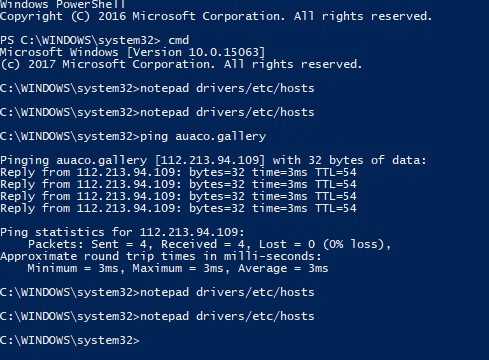 Windows PowerShell
Copyright (C) 2016 Microsoft Corporation. All rights reserved.
PS C:\WINDOWS\system32> cmd
Microsoft Windows [Version 10.0.15063]
(c) 2017 Microsoft Corporation. All rights reserved.
C:\WINDOWS\system32>notepad drivers/etc/hosts
C:\WINDOWS\system32>notepad drivers/etc/hosts
C:\WINDOWS\system32>ping auaco.gallery
Pinging auaco.gallery [112.213.94.109] with 32 bytes of data:
Reply from 112.213.94.109: bytes=32 time=3ms TTL=54
Reply from 112.213.94.109: bytes=32 time=3ms TTL=54
Reply from 112.213.94.109: bytes=32 time=3ms TTL=54
Reply from 112.213.94.109: bytes=32 time=3ms TTL=54
Ping statistics for 112.213.94.109:
    Packets: Sent = 4, Received = 4, Lost = 0 (0% loss),
Approximate round trip times in milli-seconds:
    Minimum = 3ms, Maximum = 3ms, Average = 3ms
C:\WINDOWS\system32>notepad drivers/etc/hosts
C:\WINDOWS\system32>notepad drivers/etc/hosts
C:\WINDOWS\system32>